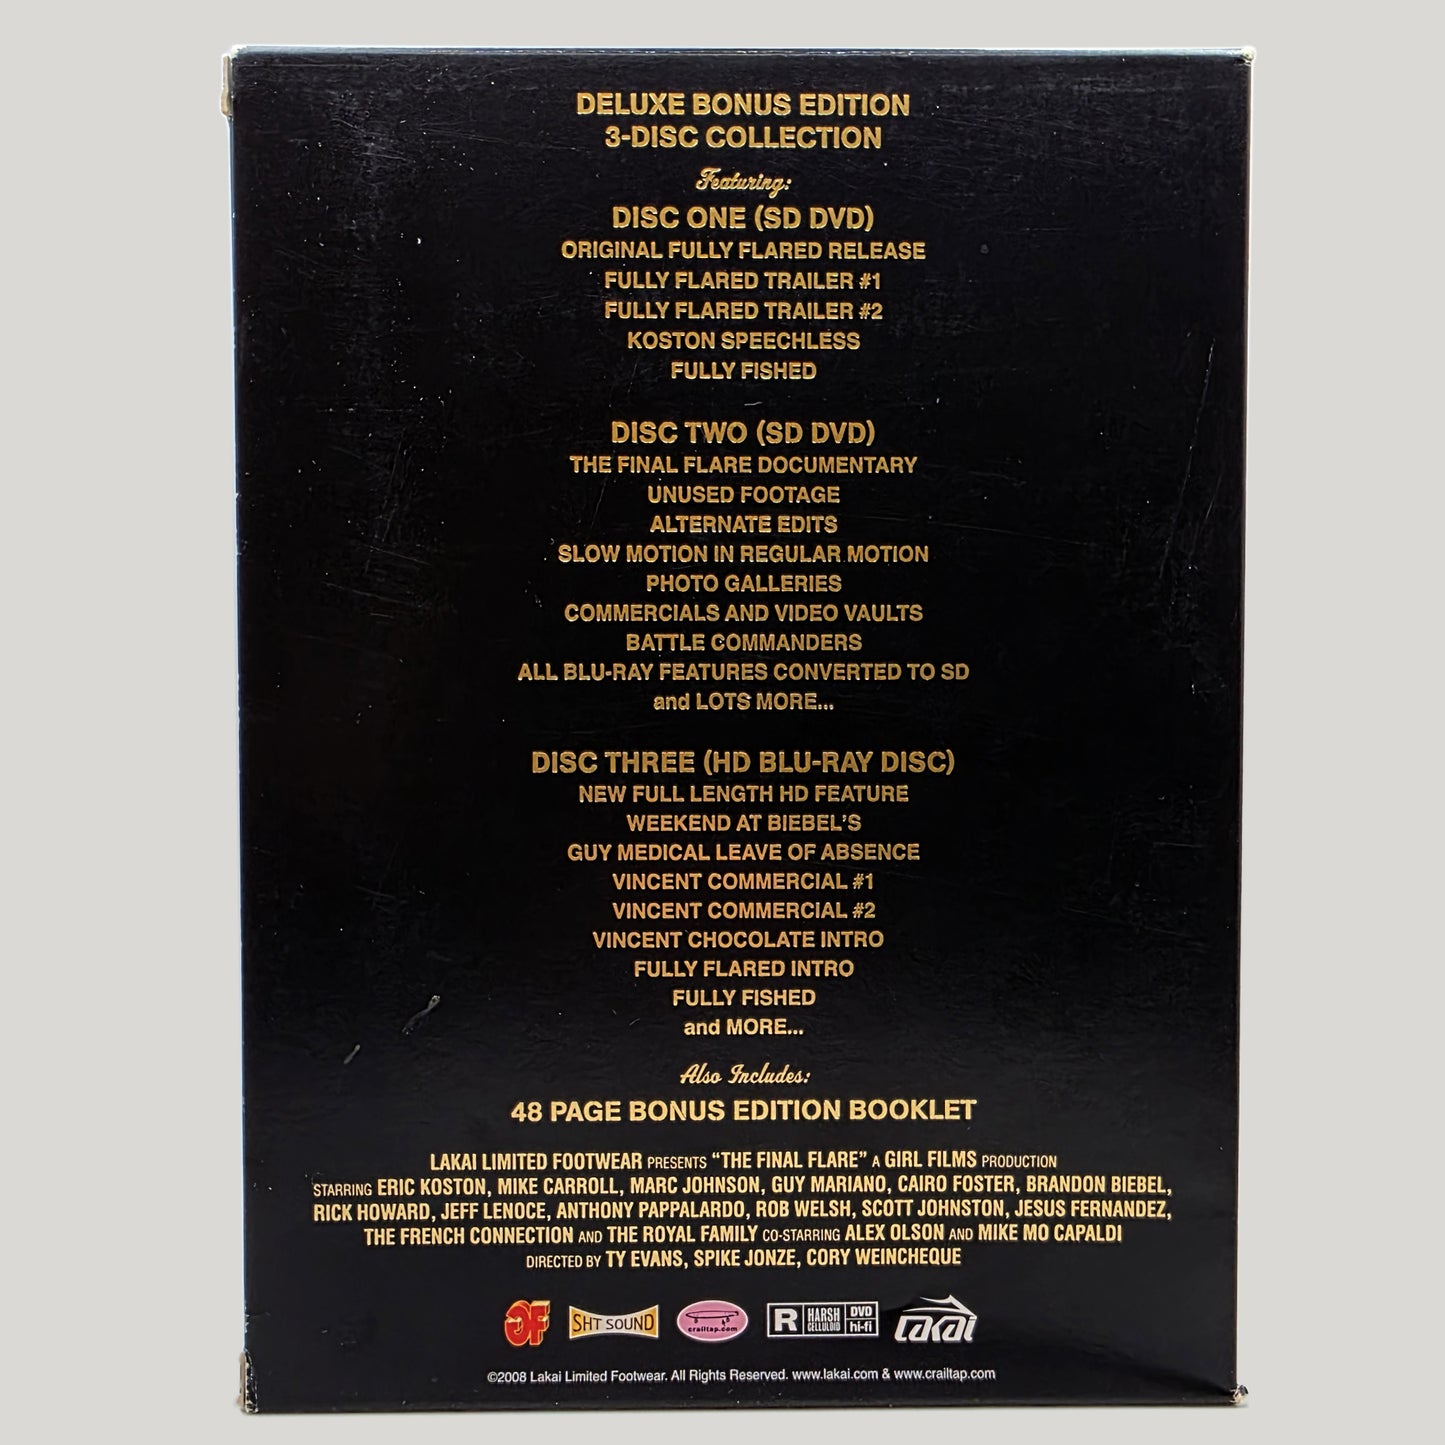 DELUXE BONUS EDITION
3-DISC COLLECTION
Featuring:
DISC ONE (SD DVD)
ORIGINAL FULLY FLARED RELEASE
FULLY FLARED TRAILER #1
FULLY FLARED TRAILER #2
KOSTON SPEECHLESS
FULLY FISHED
DISC TWO (SD DVD)
THE FINAL FLARE DOCUMENTARY
UNUSED FOOTAGE
ALTERNATE EDITS
SLOW MOTION IN REGULAR MOTION
PHOTO GALLERIES
COMMERCIALS AND VIDEO VAULTS
BATTLE COMMANDERS
ALL BLU-RAY FEATURES CONVERTED TO SD
and LOTS MORE...
DISC THREE (HD BLU-RAY DISC)
NEW FULL LENGTH HD FEATURE
WEEKEND AT BIEBEL'S
GUY MEDICAL LEAVE OF ABSENCE
VINCENT COMMERCIAL #1
VINCENT COMMERCIAL #2
VINCENT CHOCOLATE INTRO
FULLY FLARED INTRO
FULLY FISHED
and MORE...
Also Includes:
48 PAGE BONUS EDITION BOOKLET
LAKAI LIMITED FOOTWEAR PRESENTS "THE FINAL FLARE" A GIRL FILMS PRODUCTION
STARRING ERIC KOSTON, MIKE CARROLL, MARC JOHNSON, GUY MARIANO, CAIRO FOSTER, BRANDON BIEBEL,
RICK HOWARD, JEFF LENOCE, ANTHONY PAPPALARDO, ROB WELSH, SCOTT JOHNSTON, JESUS FERNANDEZ,
THE FRENCH CONNECTION AND THE ROYAL FAMILY CO-STARRING ALEX OLSON AND MIKE MO CAPALDI
DIRECTED BY TY EVANS, SPIKE JONZE, CORY WEINCHEQUE
GF SHT SOUND crailtap.com R HARSH CELLULOID DVD hi-fi LAKAI
©2008 Lakai Limited Footwear. All Rights Reserved. www.lakai.com & www.crailtap.com